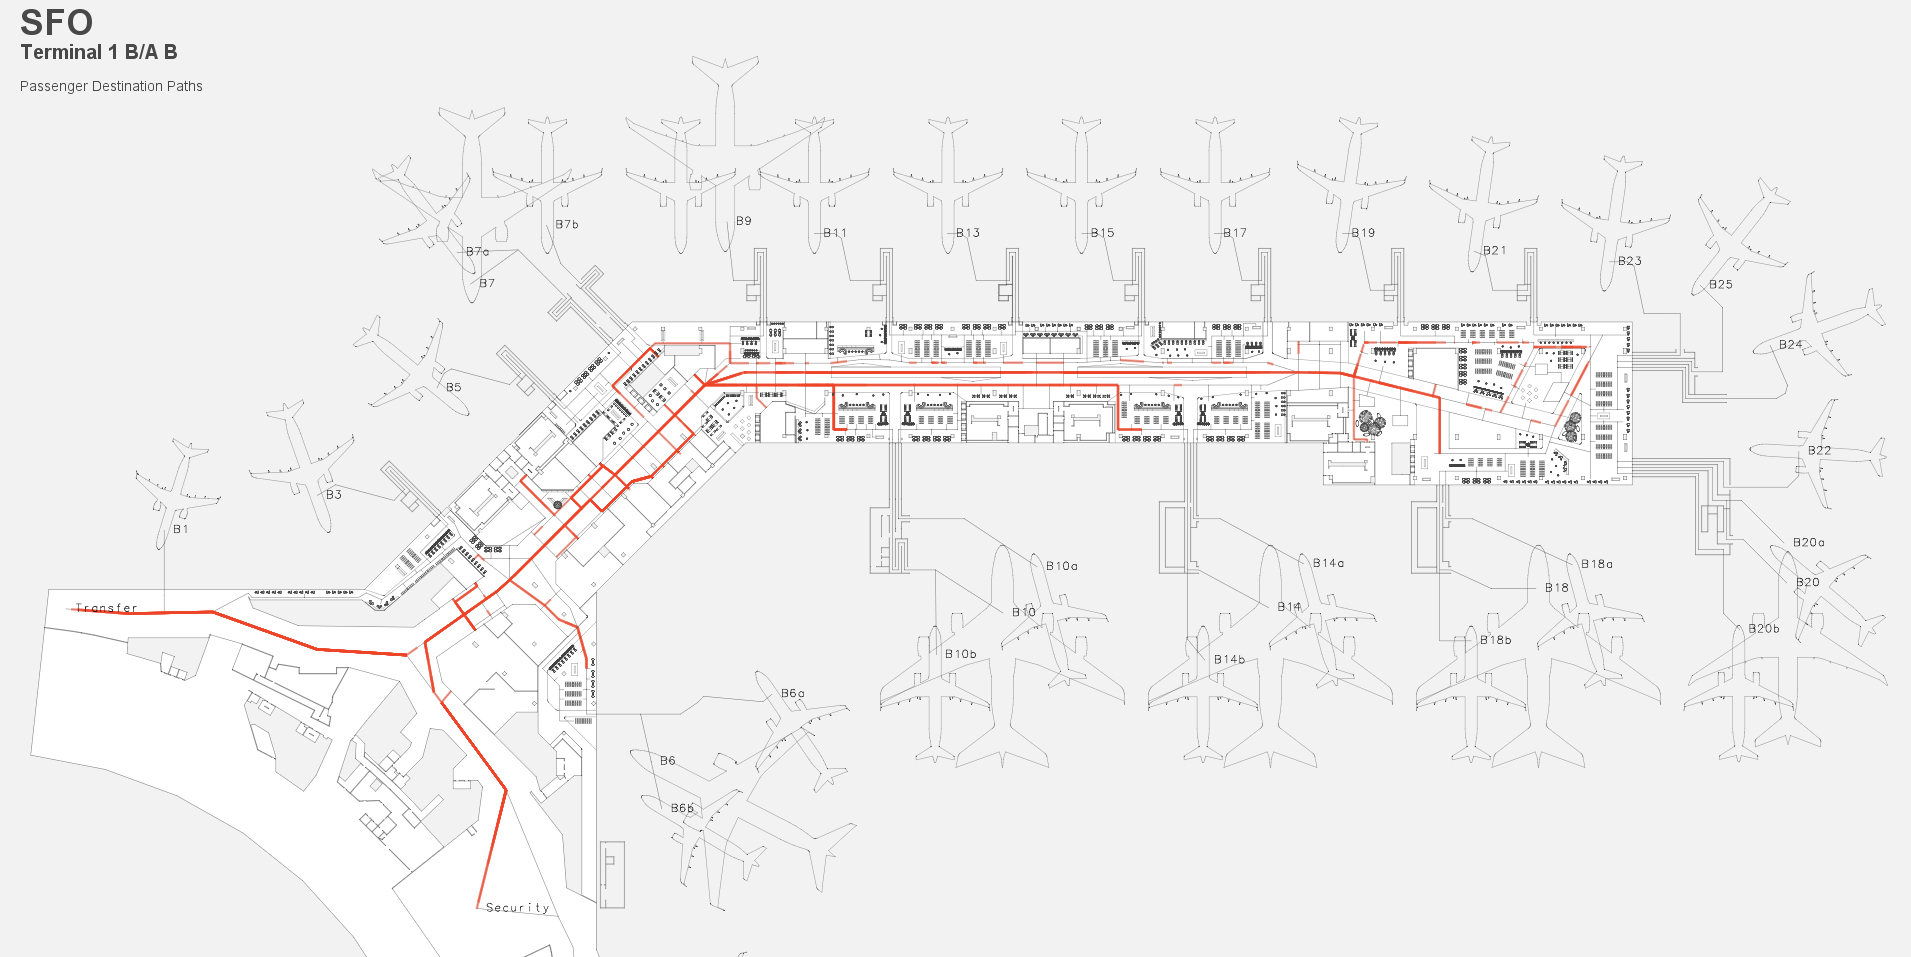 SFO
Terminal 1 B/A B
Passenger Destination Paths
B9
B7b
B11
B13
B15
B17
B19
B21
B23
B7a
B7
B25
B24
B5
B3
B22
B1
B20a
B10a
B14a
B18a
B20
B18
Transfer
B10
B14
B20b
B18b
B10b
B14b
B6a
B6
B6b
Security